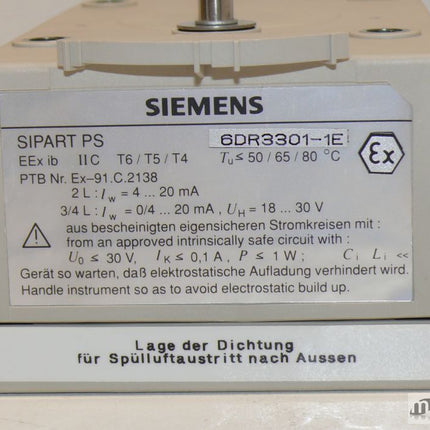 SIEMENS
SIPART PS 6DR3301-1E
EEx ib IIC T6 / T5 / T4 Tu ≤ 50 / 65 / 80 °C
Ex
PTB Nr. Ex–91.C.2138
2 L : Iw = 4 ... 20 mA
3/4 L : Iw = 0/4 ... 20 mA , UH = 18 ... 30 V
aus bescheinigten eigensicheren Stromkreisen mit :
from an approved intrinsically safe circuit with :
U0 ≤ 30 V, IK ≤ 0,1 A , P ≤ 1 W ; Ci Li <<
Gerät so warten, daß elektrostatische Aufladung verhindert wird.
Handle instrument so as to avoid electrostatic build up.
Lage der Dichtung
für Spülluftaustritt nach Aussen